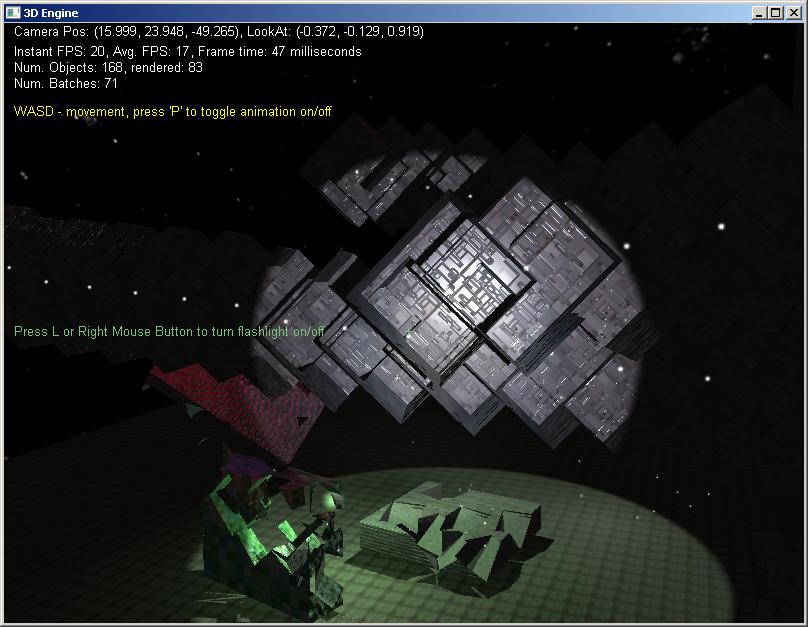 3D Engine
Camera Pos: (15.999, 23.948, -49.265), LookAt: (-0.372, -0.129, 0.919)
Instant FPS: 20, Avg. FPS: 17, Frame time: 47 milliseconds
Num. Objects: 168, rendered: 83
Num. Batches: 71
WASD - movement, press 'P' to toggle animation on/off
Press L or Right Mouse Button to turn flashlight on/off